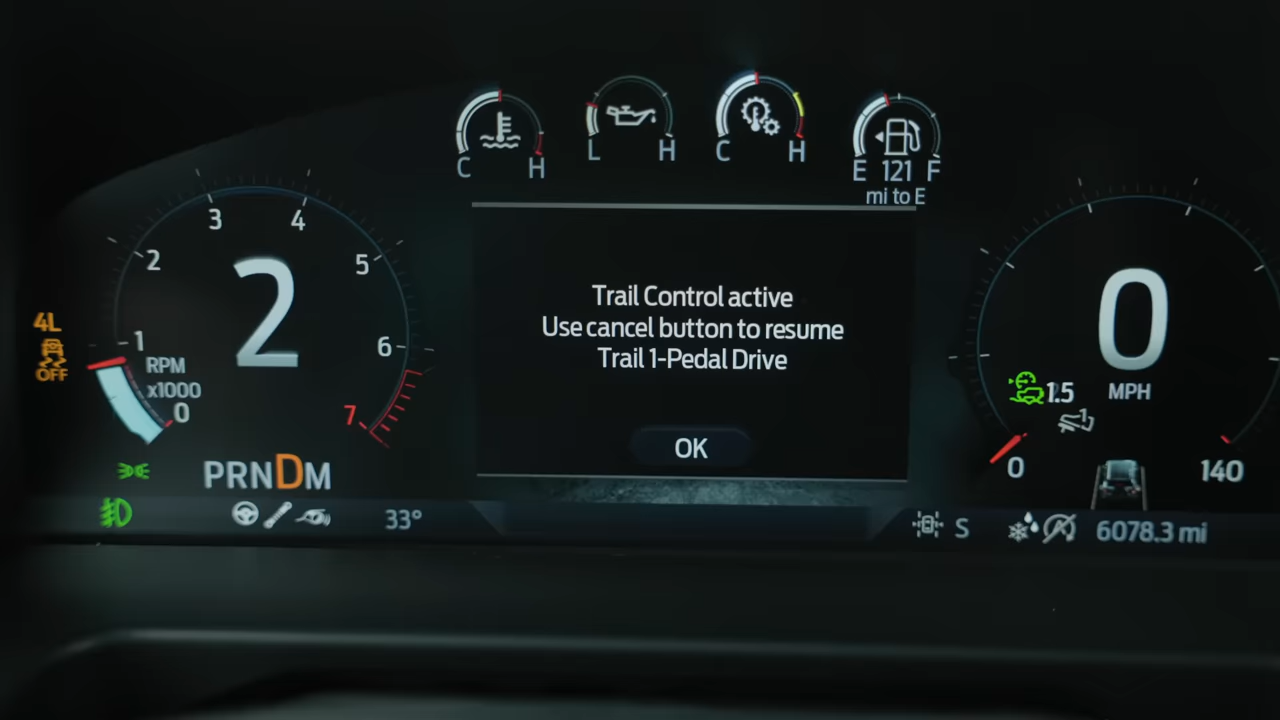 C H
L H
C H
E 121 F
mi to E
1 2 3 4 5 6 7
2
RPM
x1000
0
4L
OFF
PRNDM
33°
Trail Control active
Use cancel button to resume
Trail 1-Pedal Drive
OK
0
MPH
1.5
1
0
140
S
6078.3 mi